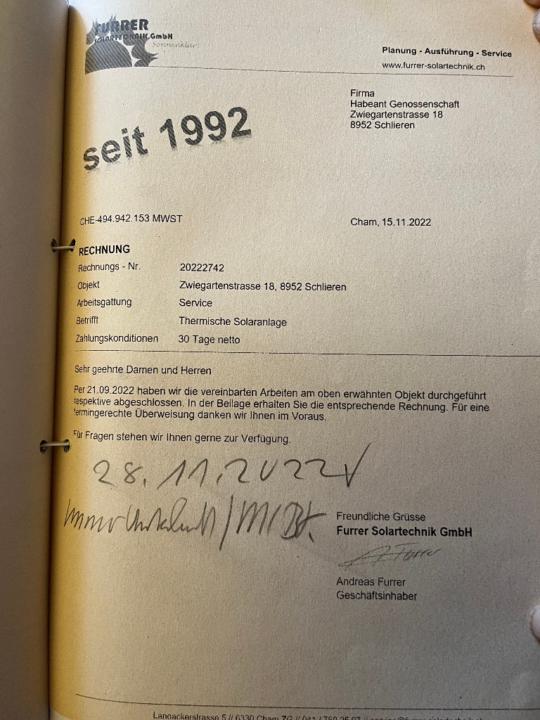 FURRER
SOLARTECHNIK GmbH
Sonnenklar!
Planung - Ausführung - Service
www.furrer-solartechnik.ch
Firma
Habeant Genossenschaft
Zwiegartenstrasse 18
8952 Schlieren
seit 1992
CHE-494.942.153 MWST
Cham, 15.11.2022
RECHNUNG
Rechnungs - Nr. 20222742
Objekt Zwiegartenstrasse 18, 8952 Schlieren
Arbeitsgattung Service
Betrifft Thermische Solaranlage
Zahlungskonditionen 30 Tage netto
Sehr geehrte Damen und Herren
Per 21.09.2022 haben wir die vereinbarten Arbeiten am oben erwähnten Objekt durchgeführt
respektive abgeschlossen. In der Beilage erhalten Sie die entsprechende Rechnung. Für eine
termingerechte Überweisung danken wir Ihnen im Voraus.
Für Fragen stehen wir Ihnen gerne zur Verfügung.
28.11.2022
Freundliche Grüsse
Furrer Solartechnik GmbH
A. Furrer
Andreas Furrer
Geschäftsinhaber
6330 Cham ZG